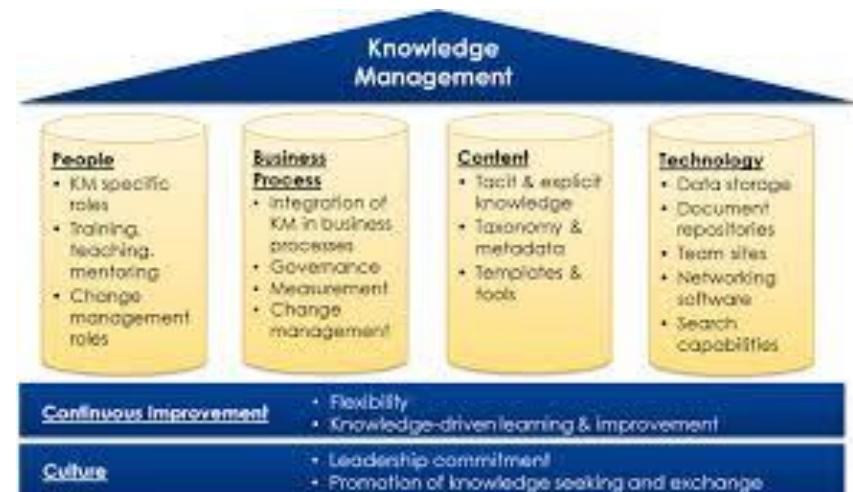 Knowledge
Management
People
• KM specific
roles
• Training,
teaching,
mentoring
• Change
management
roles
Business
Process
• Integration of
KM in business
processes
• Governance
• Measurement
• Change
management
Content
• Tacit & explicit
knowledge
• Taxonomy &
metadata
• Templates &
tools
Technology
• Data storage
• Document
repositories
• Team sites
• Networking
software
• Search
capabilities
Continuous Improvement
• Flexibility
• Knowledge-driven learning & improvement
Culture
• Leadership commitment
• Promotion of knowledge seeking and exchange